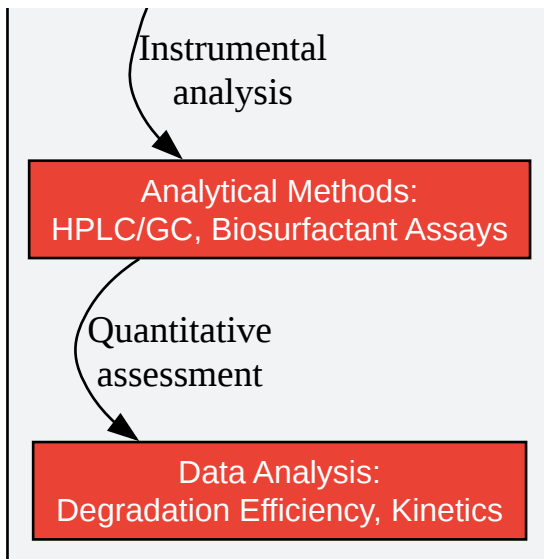 Instrumental
analysis
Analytical Methods:
HPLC/GC, Biosurfactant Assays
Quantitative
assessment
Data Analysis:
Degradation Efficiency, Kinetics